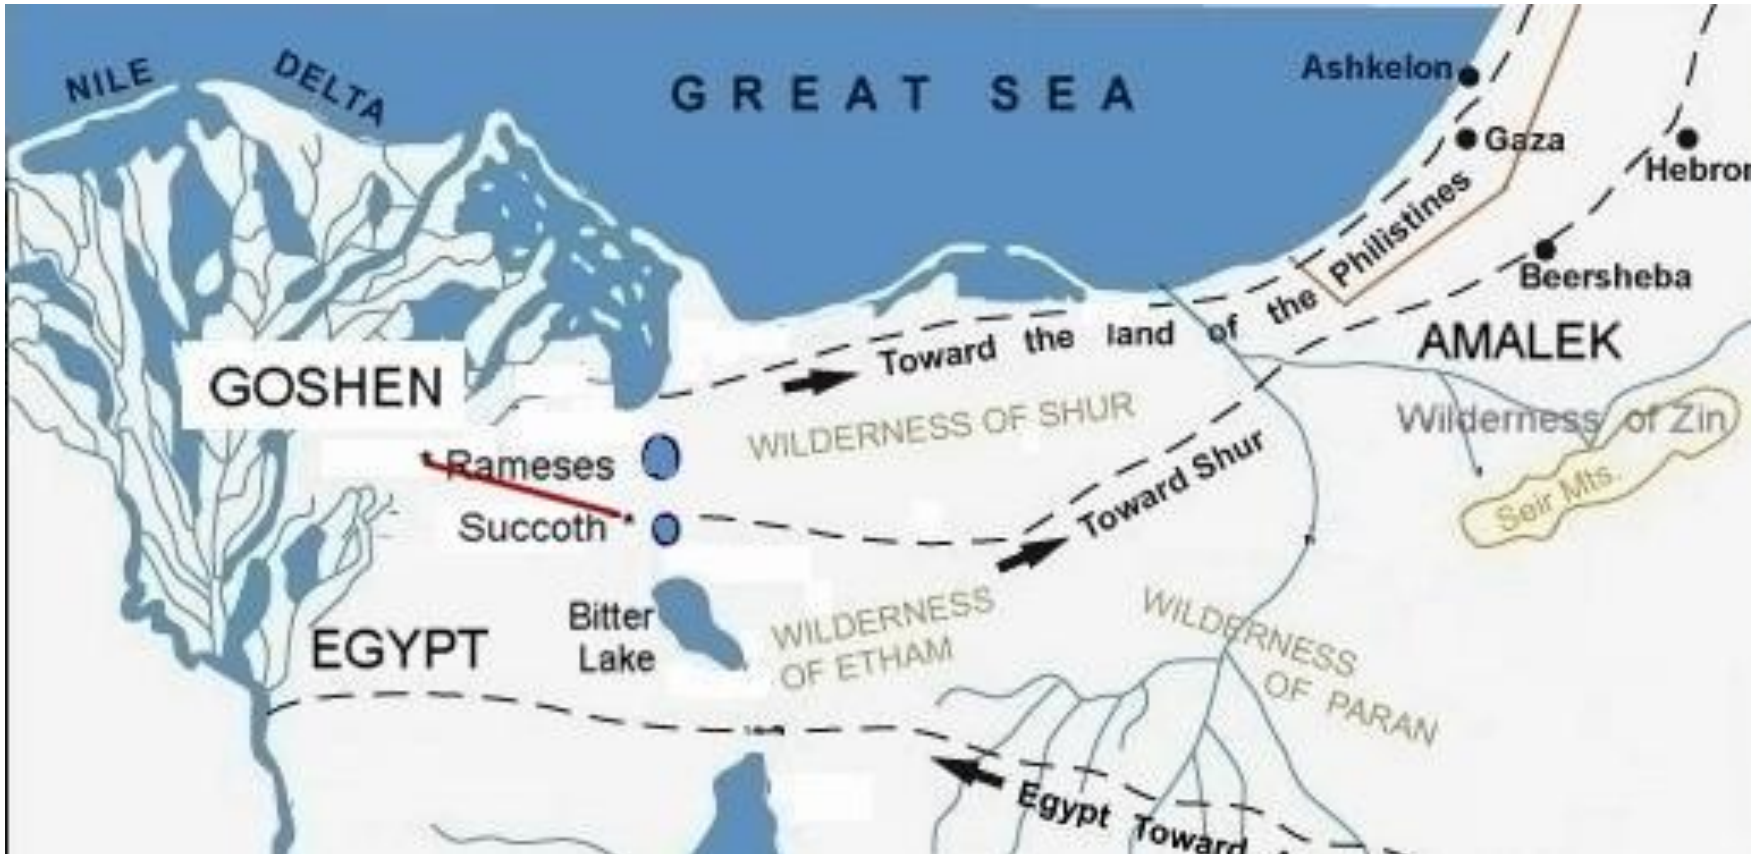 NILE DELTA
GREAT SEA
Ashkelon
Gaza
Hebron
Philistines
Beersheba
Toward the land of the
AMALEK
GOSHEN
WILDERNESS OF SHUR
Wilderness of Zin
Rameses
Toward Shur
Seir Mts.
Succoth
Bitter
Lake
WILDERNESS
OF ETHAM
WILDERNESS
OF PARAN
EGYPT
Egypt Toward